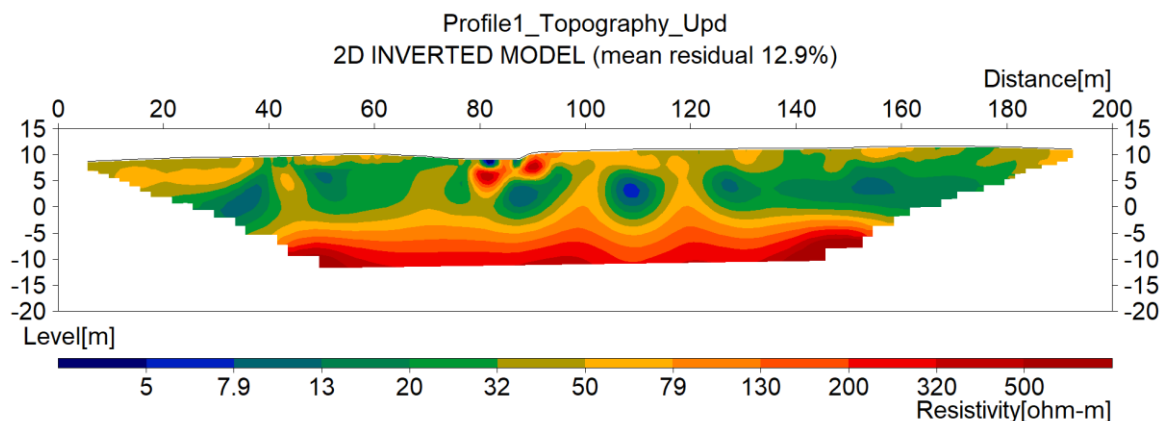 Profile1_Topography_Upd
2D INVERTED MODEL (mean residual 12.9%)
Distance[m]
0 20 40 60 80 100 120 140 160 180 200
15 15
10 10
5 5
0 0
-5 -5
-10 -10
-15 -15
-20 -20
Level[m]
5 7.9 13 20 32 50 79 130 200 320 500
Resistivity[ohm-m]